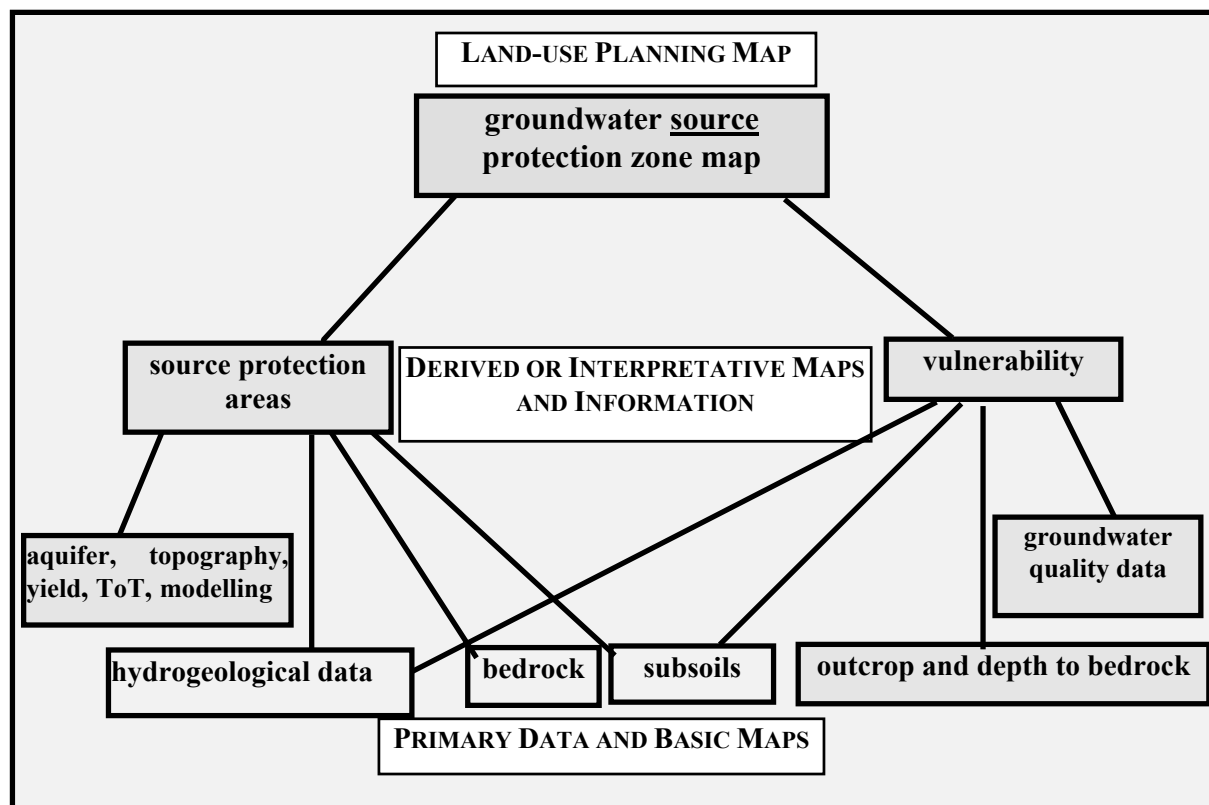 LAND-USE PLANNING MAP
groundwater source
protection zone map
source protection
areas
DERIVED OR INTERPRETATIVE MAPS
AND INFORMATION
vulnerability
aquifer, topography,
yield, ToT, modelling
groundwater
quality data
hydrogeological data
bedrock
subsoils
outcrop and depth to bedrock
PRIMARY DATA AND BASIC MAPS